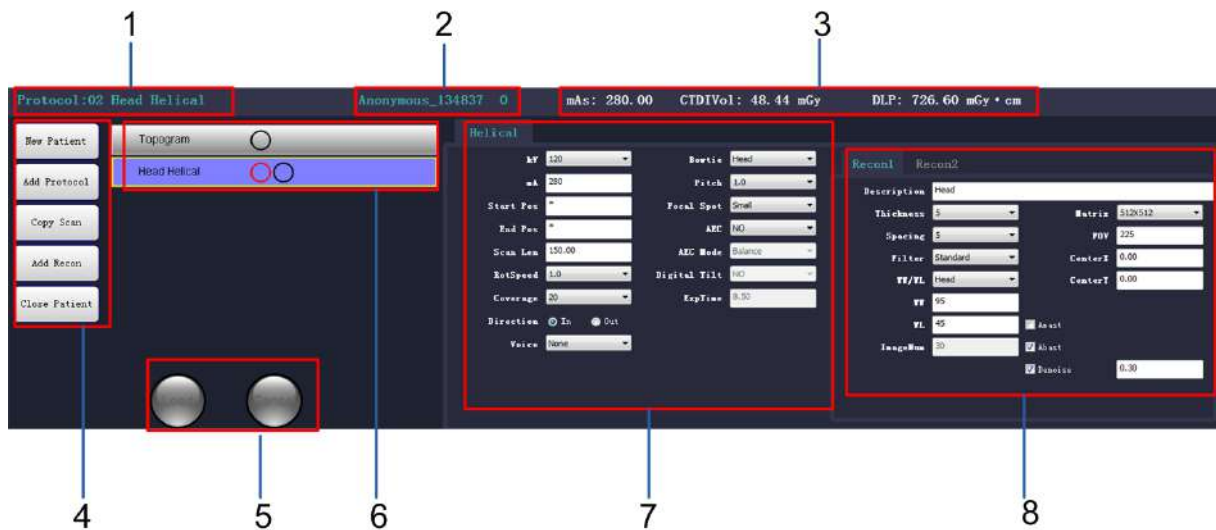 1 2 3
Protocol:02 Head Helical Anonymous_134837 0 mAs: 280.00 CTDIVol: 48.44 mGy DLP: 726.60 mGy·cm
New Patient
Add Protocol
Copy Scan
Add Recon
Close Patient
Topogram
Head Helical
Helical
kV 120 Bowtie Head
mA 280 Pitch 1.0
Start Pos * Focal Spot Small
End Pos * AEC NO
Scan Len 150.00 AEC Mode Balance
RotSpeed 1.0 Digital Tilt NO
Coverage 20 ExpTime 8.50
Direction In Out
Voice None
Recon1 Recon2
Description Head
Thickness 5 Matrix 512X512
Spacing 5 FOV 225
Filter Standard CenterX 0.00
WW/WL Head CenterY 0.00
WW 95
WL 45
ImageNum 30
Denoise 0.30
4 5 6 7 8